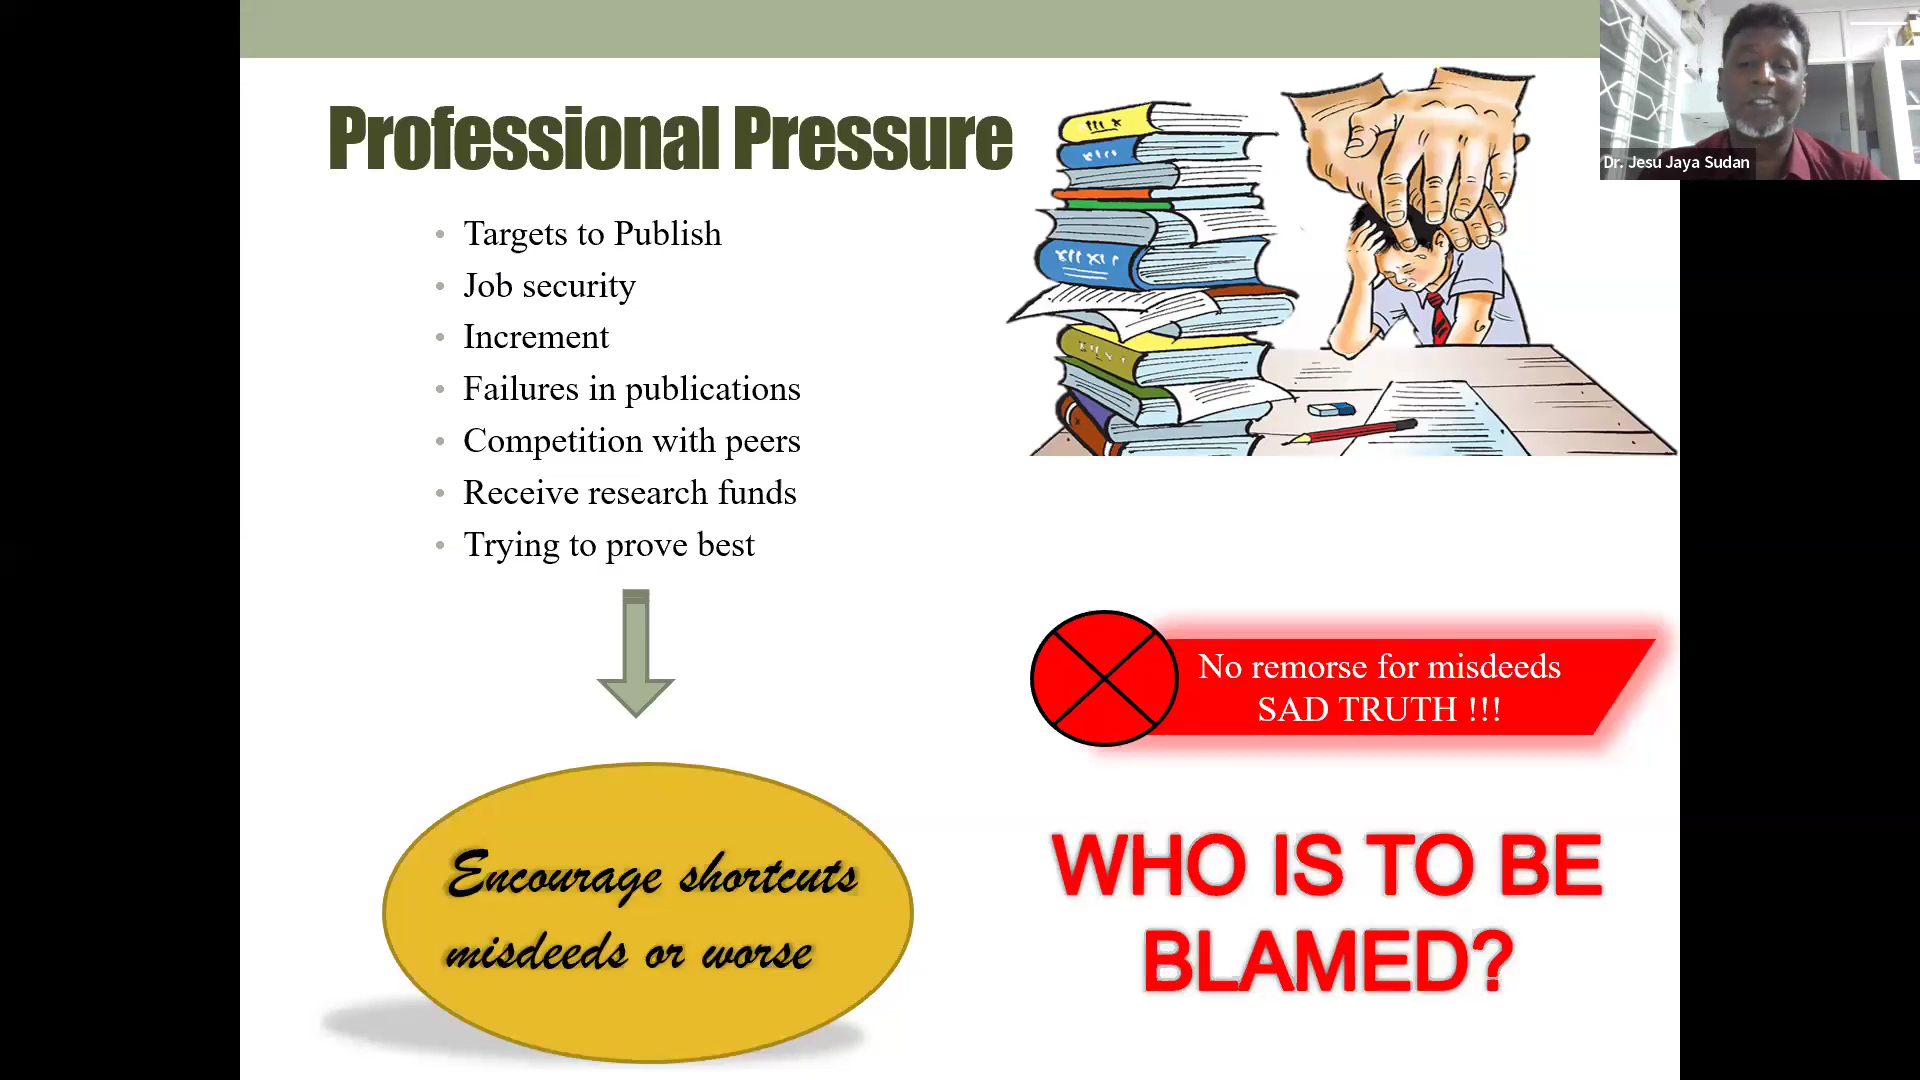 Professional Pressure
Targets to Publish
Job security
Increment
Failures in publications
Competition with peers
Receive research funds
Trying to prove best
Encourage shortcuts
misdeeds or worse
No remorse for misdeeds
SAD TRUTH !!!
WHO IS TO BE
BLAMED?
Dr. Jesu Jaya Sudan